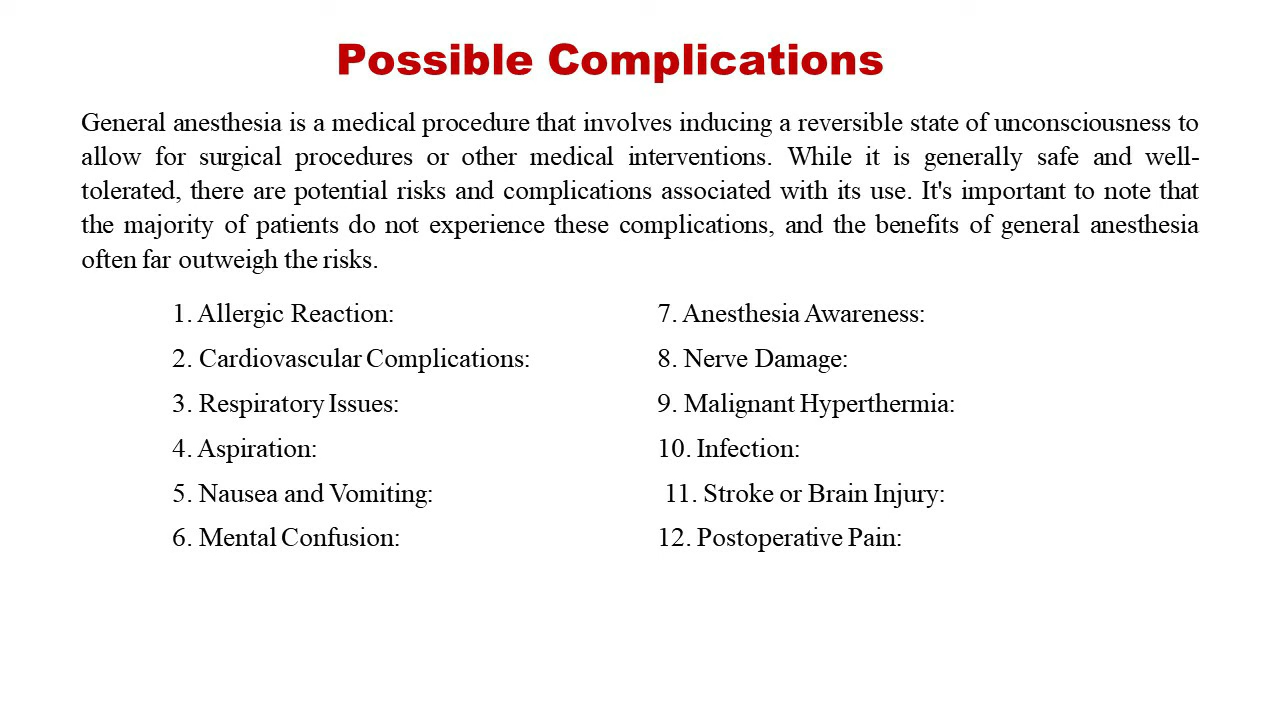 Possible Complications
General anesthesia is a medical procedure that involves inducing a reversible state of unconsciousness to
allow for surgical procedures or other medical interventions. While it is generally safe and well-
tolerated, there are potential risks and complications associated with its use. It's important to note that
the majority of patients do not experience these complications, and the benefits of general anesthesia
often far outweigh the risks.
1. Allergic Reaction:
2. Cardiovascular Complications:
3. Respiratory Issues:
4. Aspiration:
5. Nausea and Vomiting:
6. Mental Confusion:
7. Anesthesia Awareness:
8. Nerve Damage:
9. Malignant Hyperthermia:
10. Infection:
11. Stroke or Brain Injury:
12. Postoperative Pain: